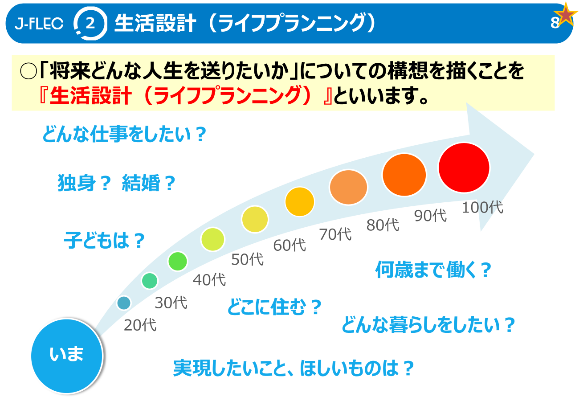 J-FLEC 2 生活設計（ライフプランニング） 8
○「将来どんな人生を送りたいか」についての構想を描くことを
『生活設計（ライフプランニング）』といいます。
どんな仕事をしたい？
独身？ 結婚？
子どもは？
20代
30代
40代
50代
60代
70代
80代
90代
100代
何歳まで働く？
どこに住む？
どんな暮らしをしたい？
いま
実現したいこと、ほしいものは？